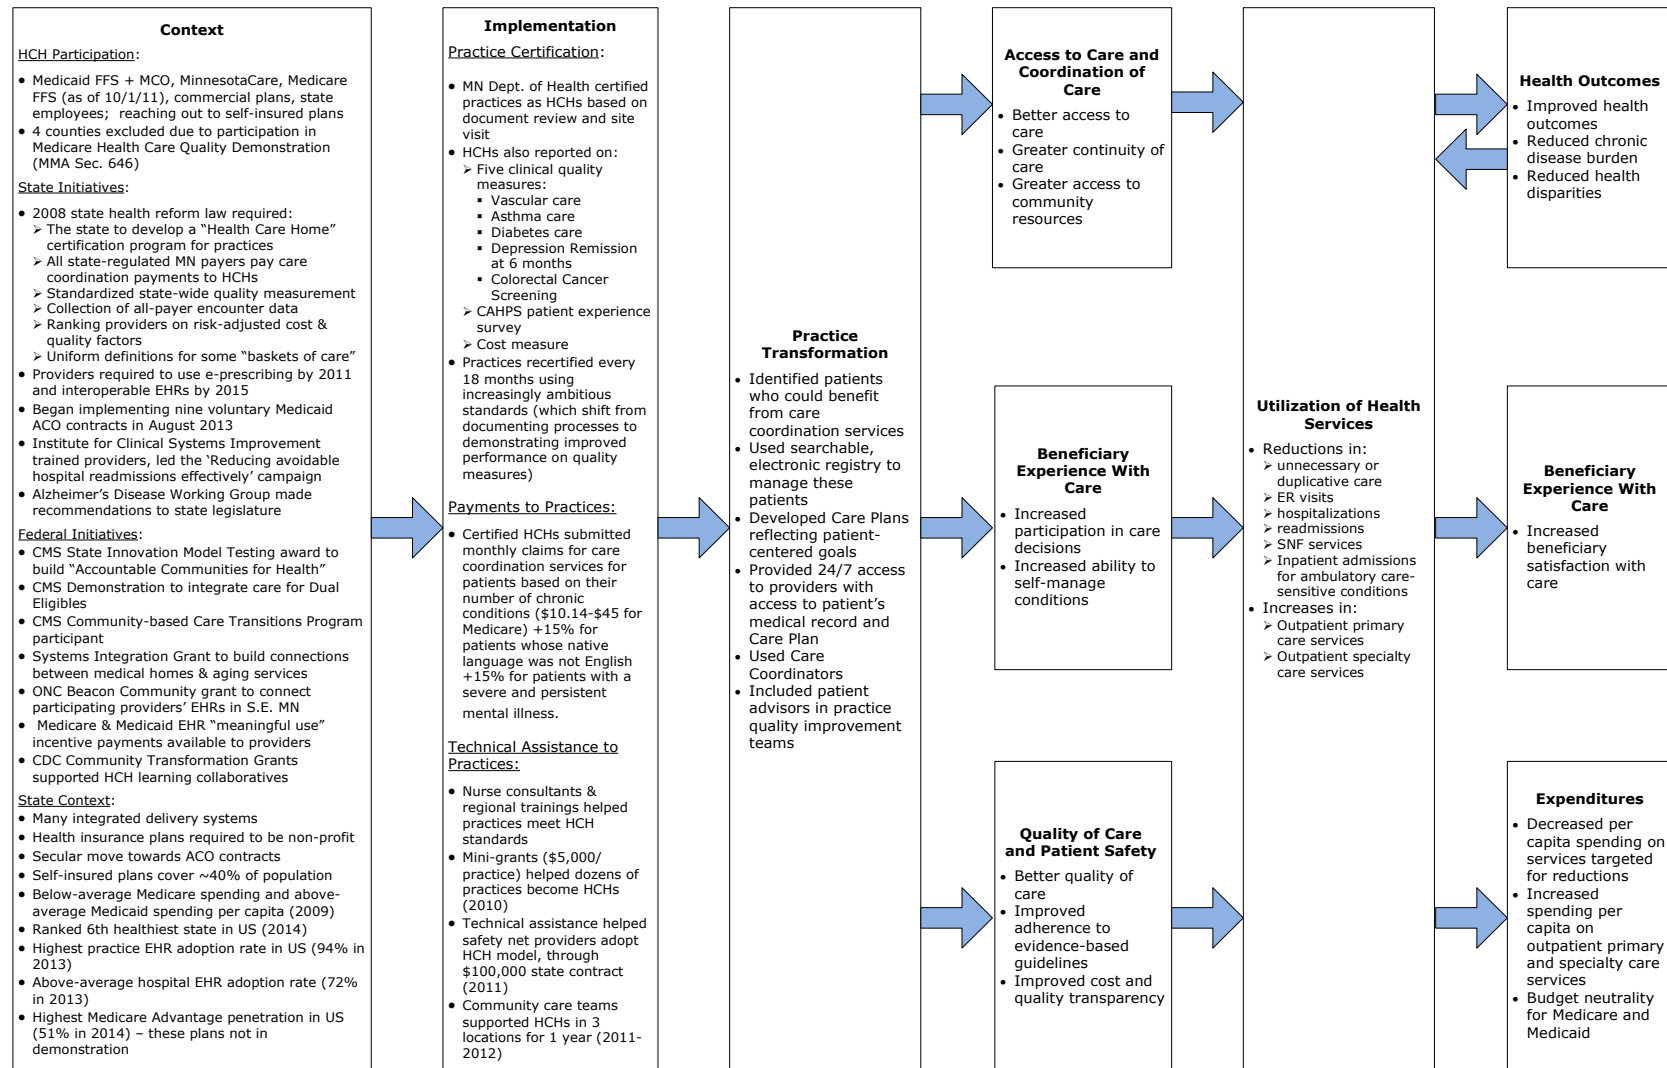 Context
HCH Participation:
• Medicaid FFS + MCO, MinnesotaCare, Medicare
FFS (as of 10/1/11), commercial plans, state
employees; reaching out to self-insured plans
• 4 counties excluded due to participation in
Medicare Health Care Quality Demonstration
(MMA Sec. 646)
State Initiatives:
• 2008 state health reform law required:
➢ The state to develop a “Health Care Home”
certification program for practices
➢ All state-regulated MN payers pay care
coordination payments to HCHs
➢ Standardized state-wide quality measurement
➢ Collection of all-payer encounter data
➢ Ranking providers on risk-adjusted cost &
quality factors
➢ Uniform definitions for some “baskets of care”
• Providers required to use e-prescribing by 2011
and interoperable EHRs by 2015
• Began implementing nine voluntary Medicaid
ACO contracts in August 2013
• Institute for Clinical Systems Improvement
trained providers, led the ‘Reducing avoidable
hospital readmissions effectively’ campaign
• Alzheimer’s Disease Working Group made
recommendations to state legislature
Federal Initiatives:
• CMS State Innovation Model Testing award to
build “Accountable Communities for Health”
• CMS Demonstration to integrate care for Dual
Eligibles
• CMS Community-based Care Transitions Program
participant
• Systems Integration Grant to build connections
between medical homes & aging services
• ONC Beacon Community grant to connect
participating providers’ EHRs in S.E. MN
• Medicare & Medicaid EHR “meaningful use”
incentive payments available to providers
• CDC Community Transformation Grants
supported HCH learning collaboratives
State Context:
• Many integrated delivery systems
• Health insurance plans required to be non-profit
• Secular move towards ACO contracts
• Self-insured plans cover ~40% of population
• Below-average Medicare spending and above-
average Medicaid spending per capita (2009)
• Ranked 6th healthiest state in US (2014)
• Highest practice EHR adoption rate in US (94% in
2013)
• Above-average hospital EHR adoption rate (72%
in 2013)
• Highest Medicare Advantage penetration in US
(51% in 2014) – these plans not in
demonstration
Implementation
Practice Certification:
• MN Dept. of Health certified
practices as HCHs based on
document review and site
visit
• HCHs also reported on:
➢ Five clinical quality
measures:
▪ Vascular care
▪ Asthma care
▪ Diabetes care
▪ Depression Remission
at 6 months
▪ Colorectal Cancer
Screening
➢ CAHPS patient experience
survey
➢ Cost measure
• Practices recertified every
18 months using
increasingly ambitious
standards (which shift from
documenting processes to
demonstrating improved
performance on quality
measures)
Payments to Practices:
• Certified HCHs submitted
monthly claims for care
coordination services for
patients based on their
number of chronic
conditions ($10.14-$45 for
Medicare) +15% for
patients whose native
language was not English
+15% for patients with a
severe and persistent
mental illness.
Technical Assistance to
Practices:
• Nurse consultants &
regional trainings helped
practices meet HCH
standards
• Mini-grants ($5,000/
practice) helped dozens of
practices become HCHs
(2010)
• Technical assistance helped
safety net providers adopt
HCH model, through
$100,000 state contract
(2011)
• Community care teams
supported HCHs in 3
locations for 1 year (2011-
2012)
Practice
Transformation
• Identified patients
who could benefit
from care
coordination services
• Used searchable,
electronic registry to
manage these
patients
• Developed Care Plans
reflecting patient-
centered goals
• Provided 24/7 access
to providers with
access to patient’s
medical record and
Care Plan
• Used Care
Coordinators
• Included patient
advisors in practice
quality improvement
teams
Access to Care and
Coordination of
Care
• Better access to
care
• Greater continuity of
care
• Greater access to
community
resources
Beneficiary
Experience With
Care
• Increased
participation in care
decisions
• Increased ability to
self-manage
conditions
Quality of Care
and Patient Safety
• Better quality of
care
• Improved
adherence to
evidence-based
guidelines
• Improved cost and
quality transparency
Utilization of Health
Services
• Reductions in:
➢ unnecessary or
duplicative care
➢ ER visits
➢ hospitalizations
➢ readmissions
➢ SNF services
➢ Inpatient admissions
for ambulatory care-
sensitive conditions
• Increases in:
➢ Outpatient primary
care services
➢ Outpatient specialty
care services
Health Outcomes
• Improved health
outcomes
• Reduced chronic
disease burden
• Reduced health
disparities
Beneficiary
Experience With
Care
• Increased
beneficiary
satisfaction with
care
Expenditures
• Decreased per
capita spending on
services targeted
for reductions
• Increased
spending per
capita on
outpatient primary
and specialty care
services
• Budget neutrality
for Medicare and
Medicaid